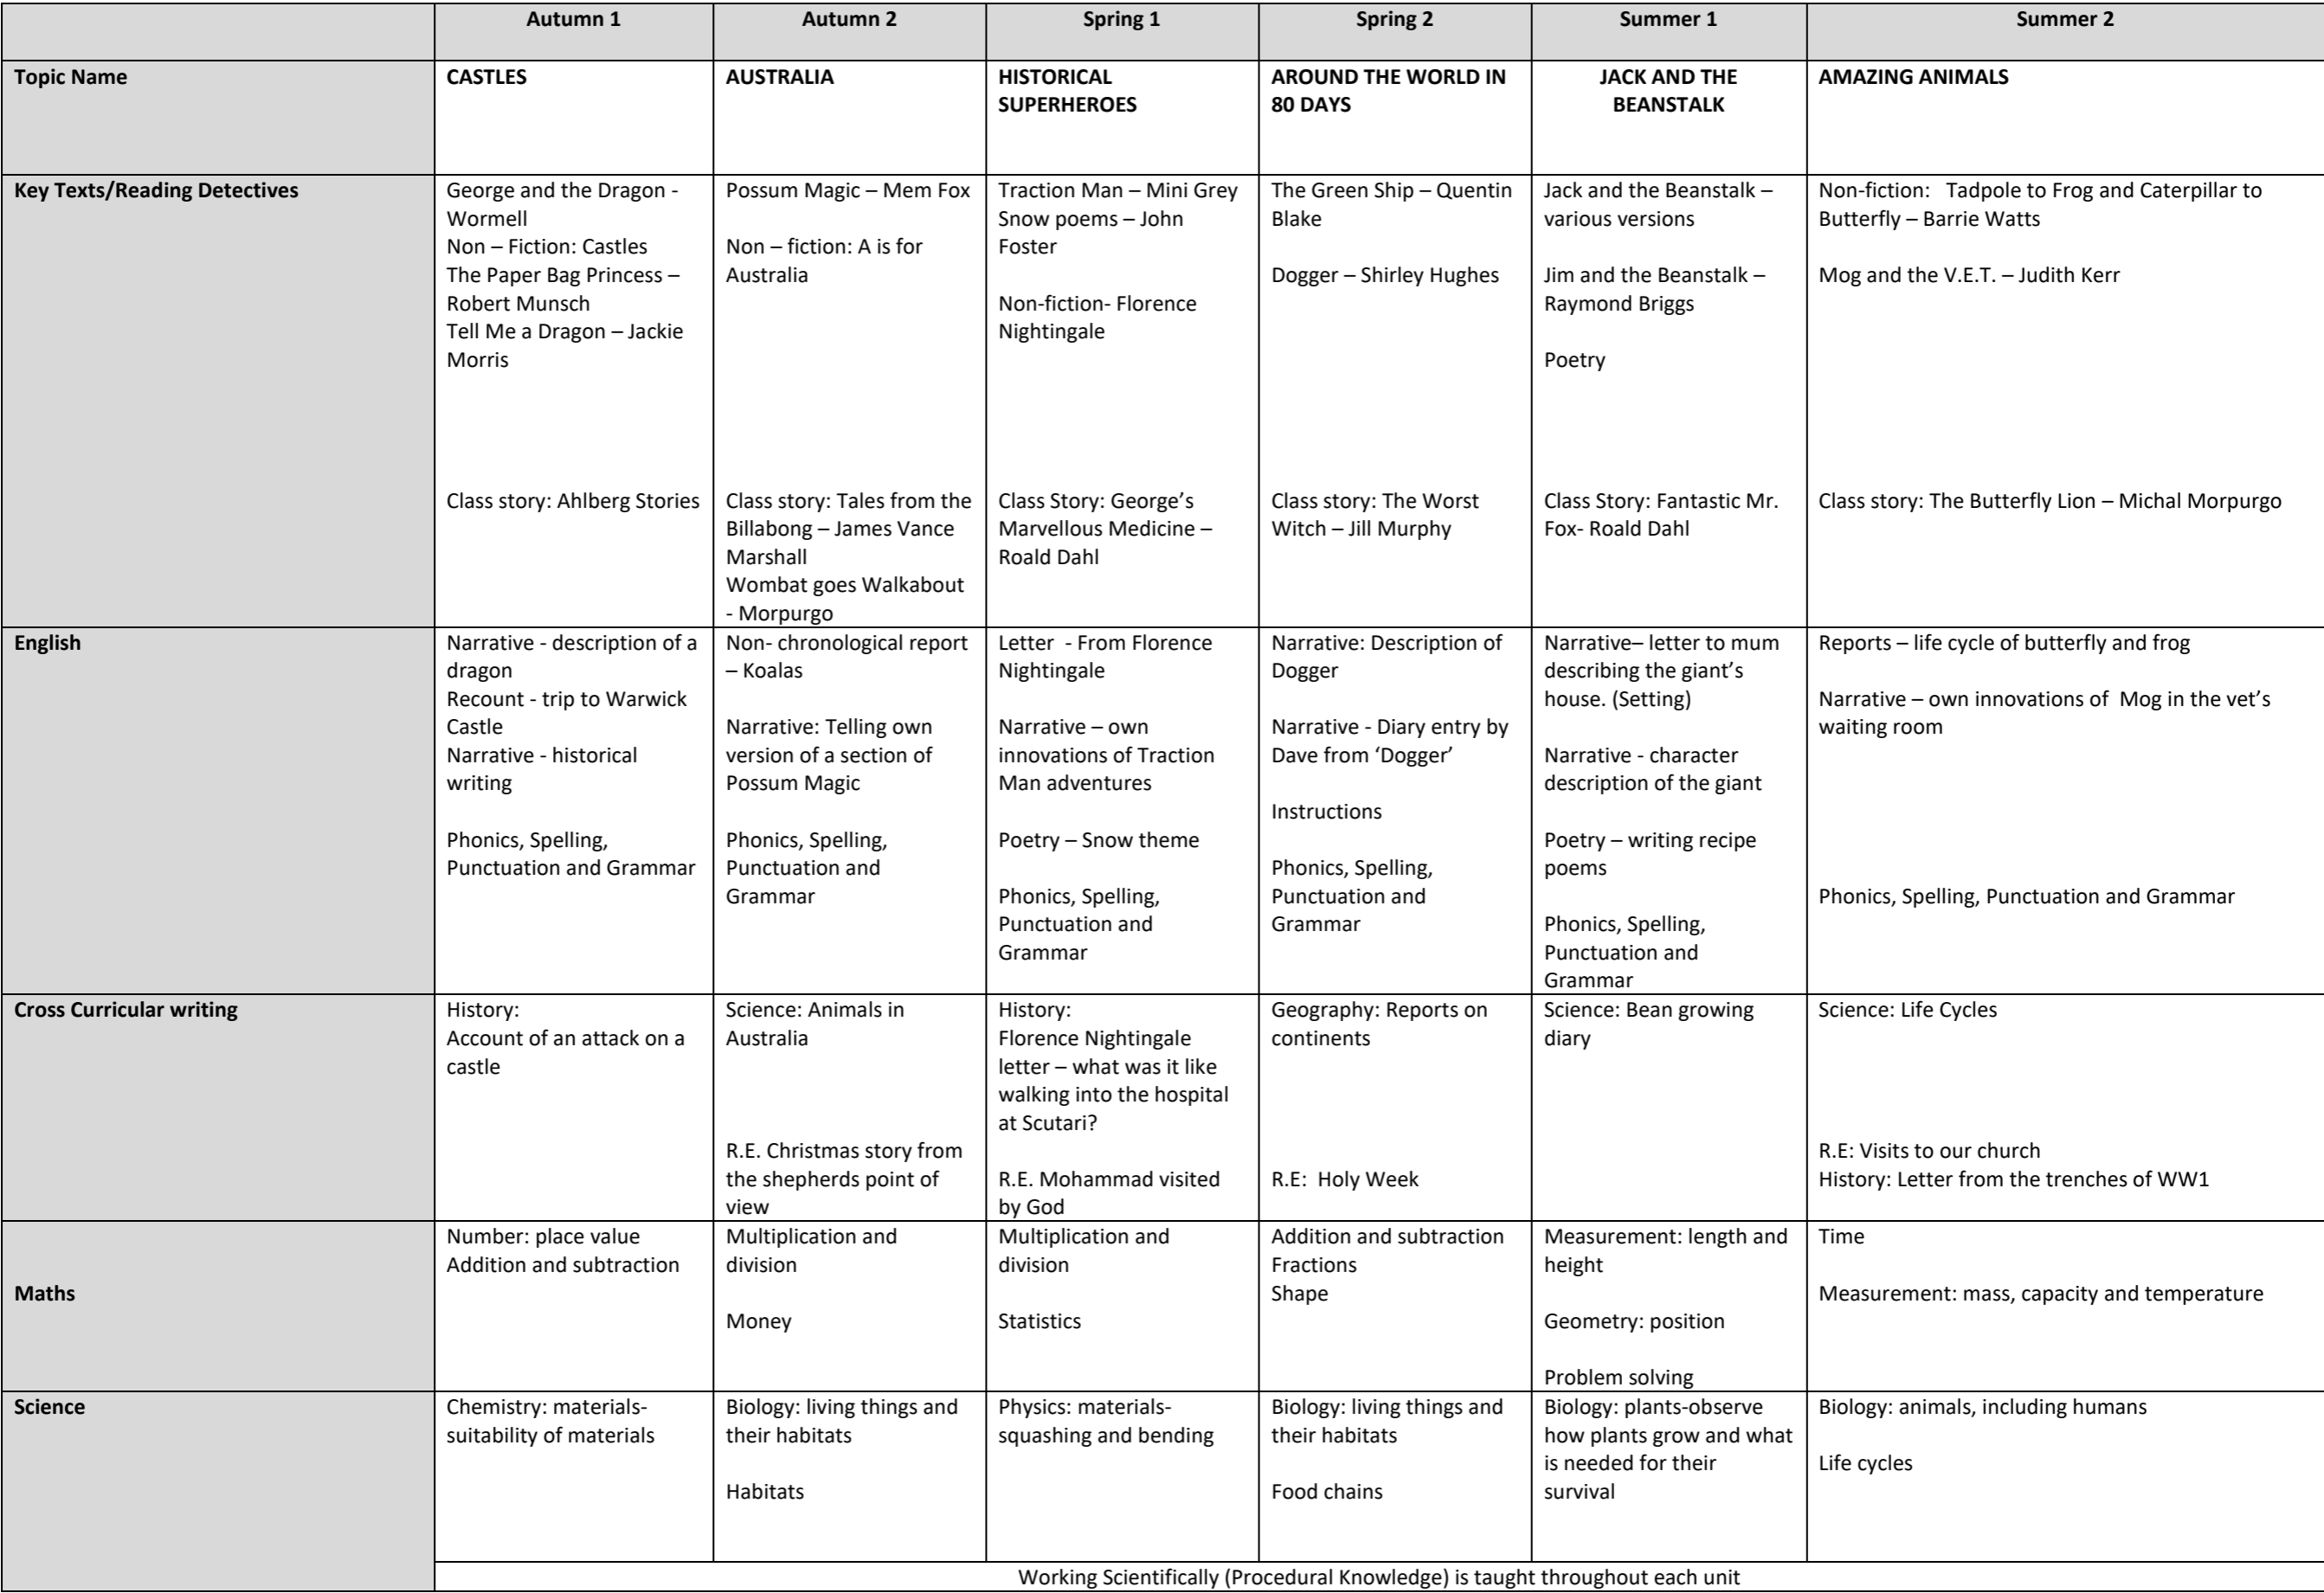 Autumn 1
Autumn 2
Spring 1
Spring 2
Summer 1
Summer 2
Topic Name
CASTLES
AUSTRALIA
HISTORICAL
SUPERHEROES
AROUND THE WORLD IN
80 DAYS
JACK AND THE
BEANSTALK
AMAZING ANIMALS
Key Texts/Reading Detectives
George and the Dragon -
Wormell
Non – Fiction: Castles
The Paper Bag Princess –
Robert Munsch
Tell Me a Dragon – Jackie
Morris
Class story: Ahlberg Stories
Possum Magic – Mem Fox
Non – fiction: A is for
Australia
Class story: Tales from the
Billabong – James Vance
Marshall
Wombat goes Walkabout
- Morpurgo
Traction Man – Mini Grey
Snow poems – John
Foster
Non-fiction- Florence
Nightingale
Class Story: George’s
Marvellous Medicine –
Roald Dahl
The Green Ship – Quentin
Blake
Dogger – Shirley Hughes
Class story: The Worst
Witch – Jill Murphy
Jack and the Beanstalk –
various versions
Jim and the Beanstalk –
Raymond Briggs
Poetry
Class Story: Fantastic Mr.
Fox- Roald Dahl
Non-fiction:   Tadpole to Frog and Caterpillar to
Butterfly – Barrie Watts
Mog and the V.E.T. – Judith Kerr
Class story: The Butterfly Lion – Michal Morpurgo
English
Narrative - description of a
dragon
Recount - trip to Warwick
Castle
Narrative - historical
writing
Phonics, Spelling,
Punctuation and Grammar
Non- chronological report
– Koalas
Narrative: Telling own
version of a section of
Possum Magic
Phonics, Spelling,
Punctuation and
Grammar
Letter  - From Florence
Nightingale
Narrative – own
innovations of Traction
Man adventures
Poetry – Snow theme
Phonics, Spelling,
Punctuation and
Grammar
Narrative: Description of
Dogger
Narrative - Diary entry by
Dave from ‘Dogger’
Instructions
Phonics, Spelling,
Punctuation and
Grammar
Narrative– letter to mum
describing the giant’s
house. (Setting)
Narrative - character
description of the giant
Poetry – writing recipe
poems
Phonics, Spelling,
Punctuation and
Grammar
Reports – life cycle of butterfly and frog
Narrative – own innovations of  Mog in the vet’s
waiting room
Phonics, Spelling, Punctuation and Grammar
Cross Curricular writing
History:
Account of an attack on a
castle
Science: Animals in
Australia
R.E. Christmas story from
the shepherds point of
view
History:
Florence Nightingale
letter – what was it like
walking into the hospital
at Scutari?
R.E. Mohammad visited
by God
Geography: Reports on
continents
R.E:  Holy Week
Science: Bean growing
diary
Science: Life Cycles
R.E: Visits to our church
History: Letter from the trenches of WW1
Maths
Number: place value
Addition and subtraction
Multiplication and
division
Money
Multiplication and
division
Statistics
Addition and subtraction
Fractions
Shape
Measurement: length and
height
Geometry: position
Problem solving
Time
Measurement: mass, capacity and temperature
Science
Chemistry: materials-
suitability of materials
Biology: living things and
their habitats
Habitats
Physics: materials-
squashing and bending
Biology: living things and
their habitats
Food chains
Biology: plants-observe
how plants grow and what
is needed for their
survival
Biology: animals, including humans
Life cycles
Working Scientifically (Procedural Knowledge) is taught throughout each unit